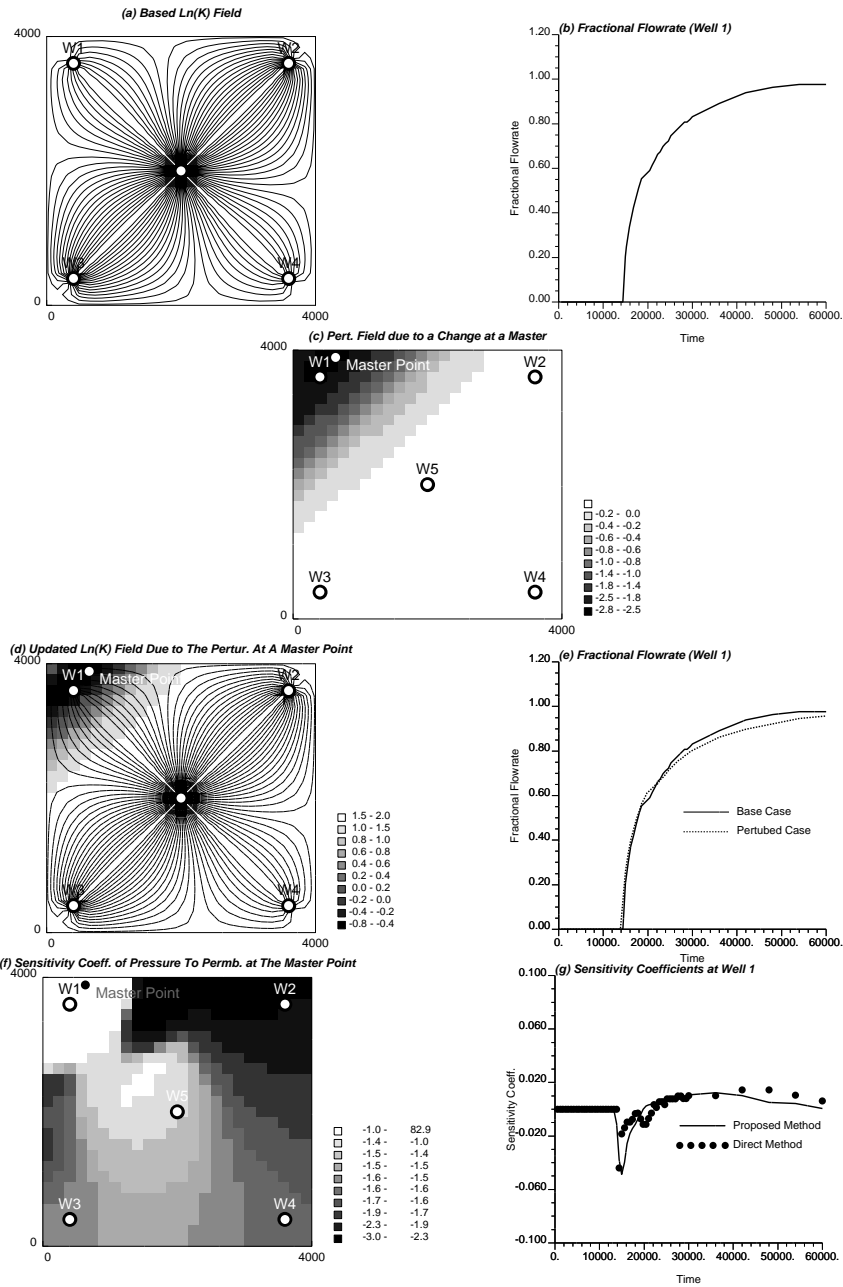 (a) Based Ln(K) Field
4000
W1
W2
W3
W4
0
4000
(b) Fractional Flowrate (Well 1)
1.20
1.00
0.80
0.60
0.40
0.20
0.00
Fractional Flowrate
0. 10000. 20000. 30000. 40000. 50000. 60000.
Time
(c) Pert. Field due to a Change at a Master
4000
W1
Master Point
W2
W5
W3
W4
0
4000
-0.2 - 0.0
-0.4 - -0.2
-0.6 - -0.4
-0.8 - -0.6
-1.0 - -0.8
-1.4 - -1.0
-1.8 - -1.4
-2.5 - -1.8
-2.8 - -2.5
(d) Updated Ln(K) Field Due to The Pertur. At A Master Point
4000
W1
Master Point
W2
W3
W4
0
0
4000
1.5 - 2.0
1.0 - 1.5
0.8 - 1.0
0.6 - 0.8
0.4 - 0.6
0.2 - 0.4
0.0 - 0.2
-0.2 - 0.0
-0.4 - -0.2
-0.8 - -0.4
(e) Fractional Flowrate (Well 1)
1.20
1.00
0.80
0.60
0.40
0.20
0.00
Fractional Flowrate
Base Case
Pertubed Case
0. 10000. 20000. 30000. 40000. 50000. 60000.
Time
(f) Sensitivity Coeff. of Pressure To Permb. at The Master Point
4000
W1
Master Point
W2
W5
W3
W4
0
0
4000
-1.0 - 82.9
-1.4 - -1.0
-1.5 - -1.4
-1.5 - -1.5
-1.6 - -1.5
-1.6 - -1.6
-1.7 - -1.6
-1.9 - -1.7
-2.3 - -1.9
-3.0 - -2.3
(g) Sensitivity Coefficients at Well 1
0.100
0.060
0.020
-0.020
-0.060
-0.100
Sensitivity Coeff.
Proposed Method
Direct Method
0. 10000. 20000. 30000. 40000. 50000. 60000.
Time